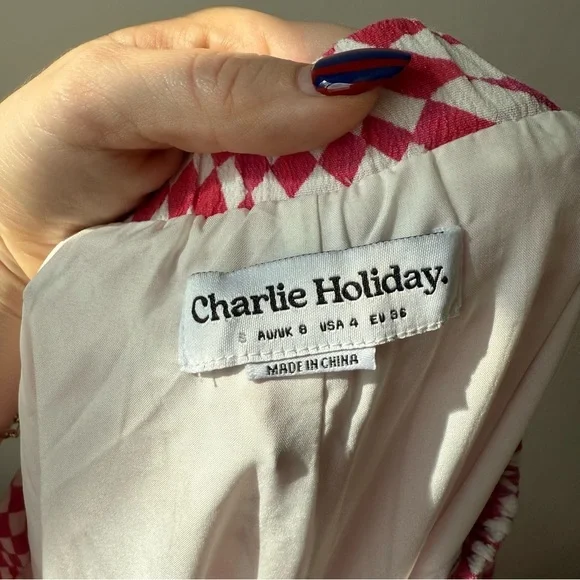 Charlie Holiday.
S AU/UK 8 USA 4 EU 36
MADE IN CHINA